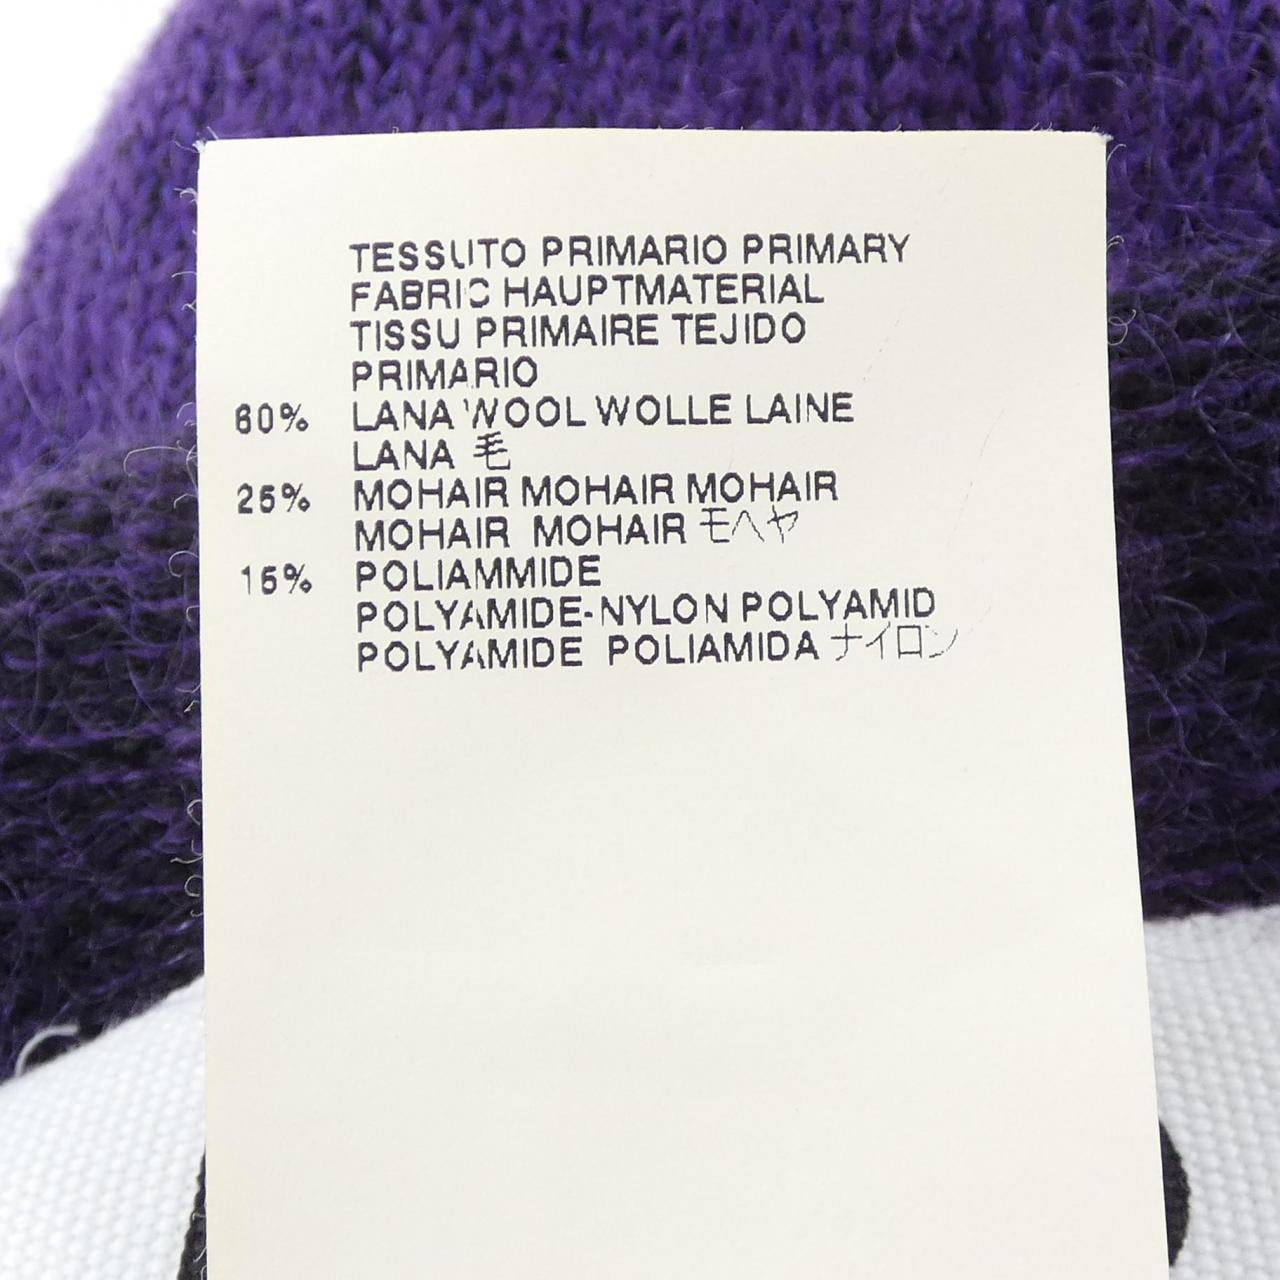 TESSUTO PRIMARIO PRIMARY
FABRIC HAUPTMATERIAL
TISSU PRIMAIRE TEJIDO
PRIMARIO
60% LANA WOOL WOLLE LAINE
LANA 毛
25% MOHAIR MOHAIR MOHAIR
MOHAIR MOHAIR モヘヤ
15% POLIAMMIDE
POLYAMIDE-NYLON POLYAMID
POLYAMIDE POLIAMIDA ナイロン